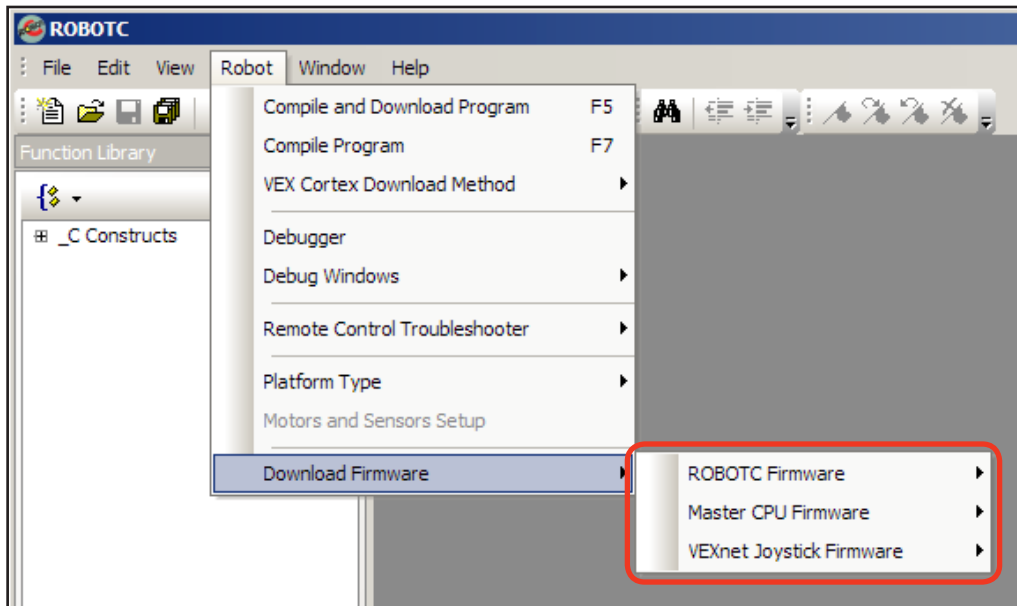 ROBOTC
File Edit View Robot Window Help
Function Library
_C Constructs
Compile and Download Program F5
Compile Program F7
VEX Cortex Download Method
Debugger
Debug Windows
Remote Control Troubleshooter
Platform Type
Motors and Sensors Setup
Download Firmware
ROBOTC Firmware
Master CPU Firmware
VEXnet Joystick Firmware